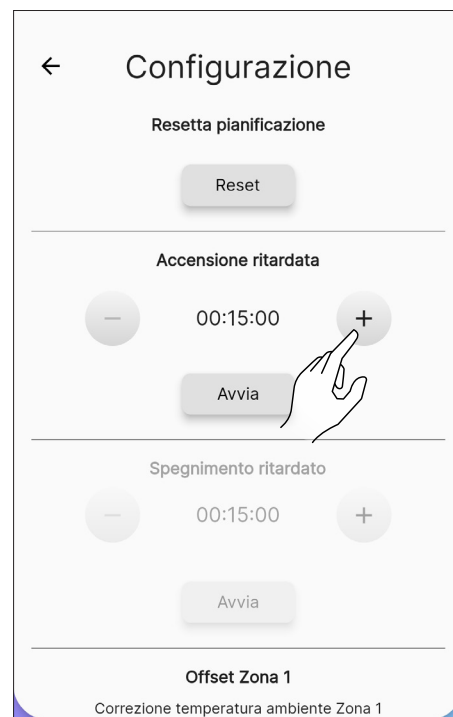 Configurazione
Resetta pianificazione
Reset
Accensione ritardata
− 00:15:00 +
Avvia
Spegnimento ritardato
− 00:15:00 +
Avvia
Offset Zona 1
Correzione temperatura ambiente Zona 1